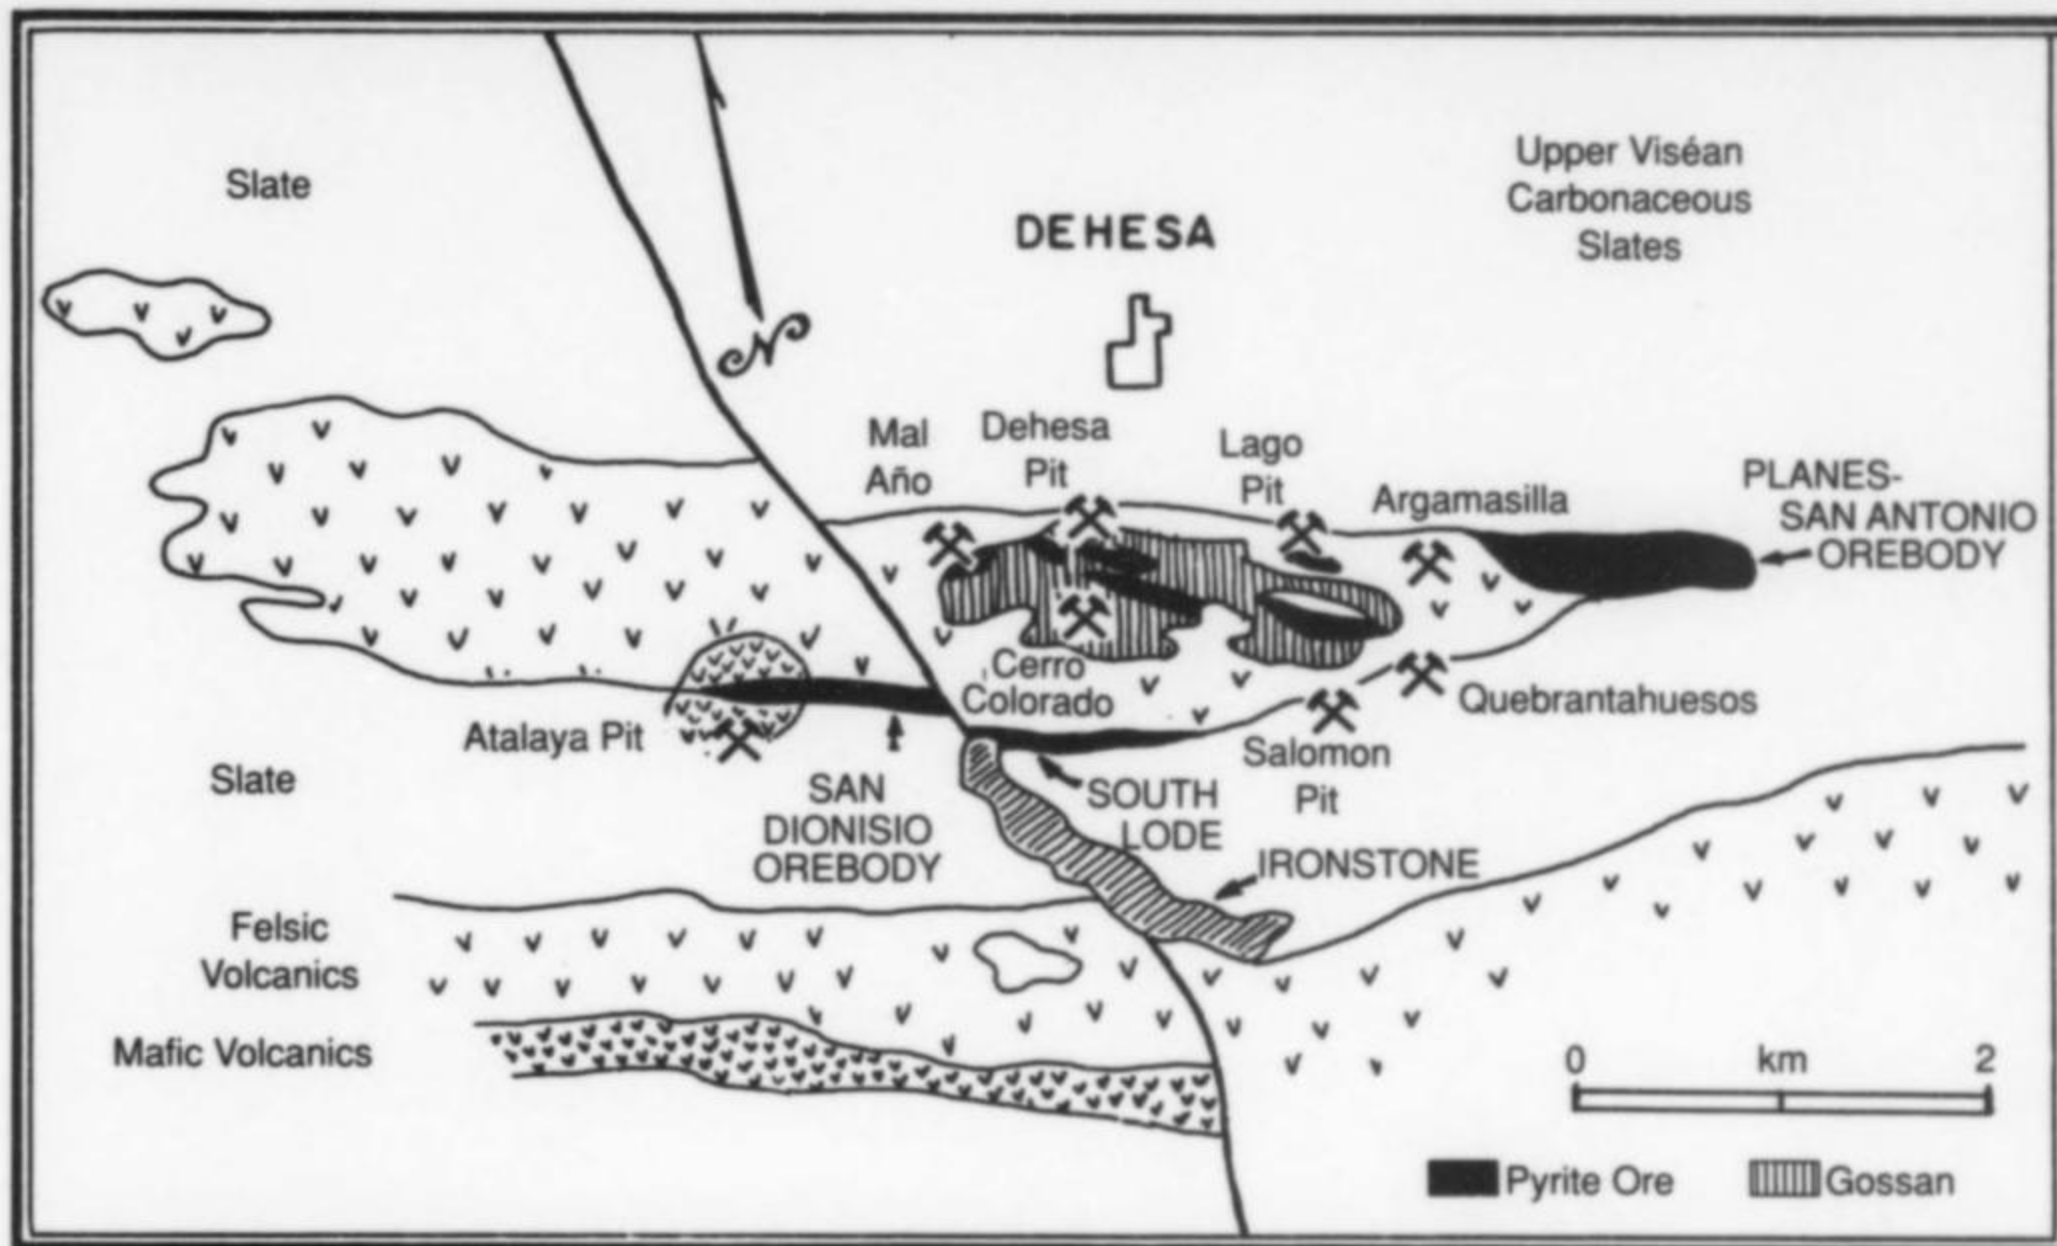 Slate
Upper Viséan
Carbonaceous
Slates
DEHESA
N
Mal
Año
Dehesa
Pit
Lago
Pit
Argamasilla
PLANES-
SAN ANTONIO
OREBODY
Cerro
Colorado
Quebrantahuesos
Atalaya Pit
Salomon
Pit
Slate
SAN
DIONISIO
OREBODY
SOUTH
LODE
IRONSTONE
Felsic
Volcanics
Mafic Volcanics
0 km 2
Pyrite Ore Gossan